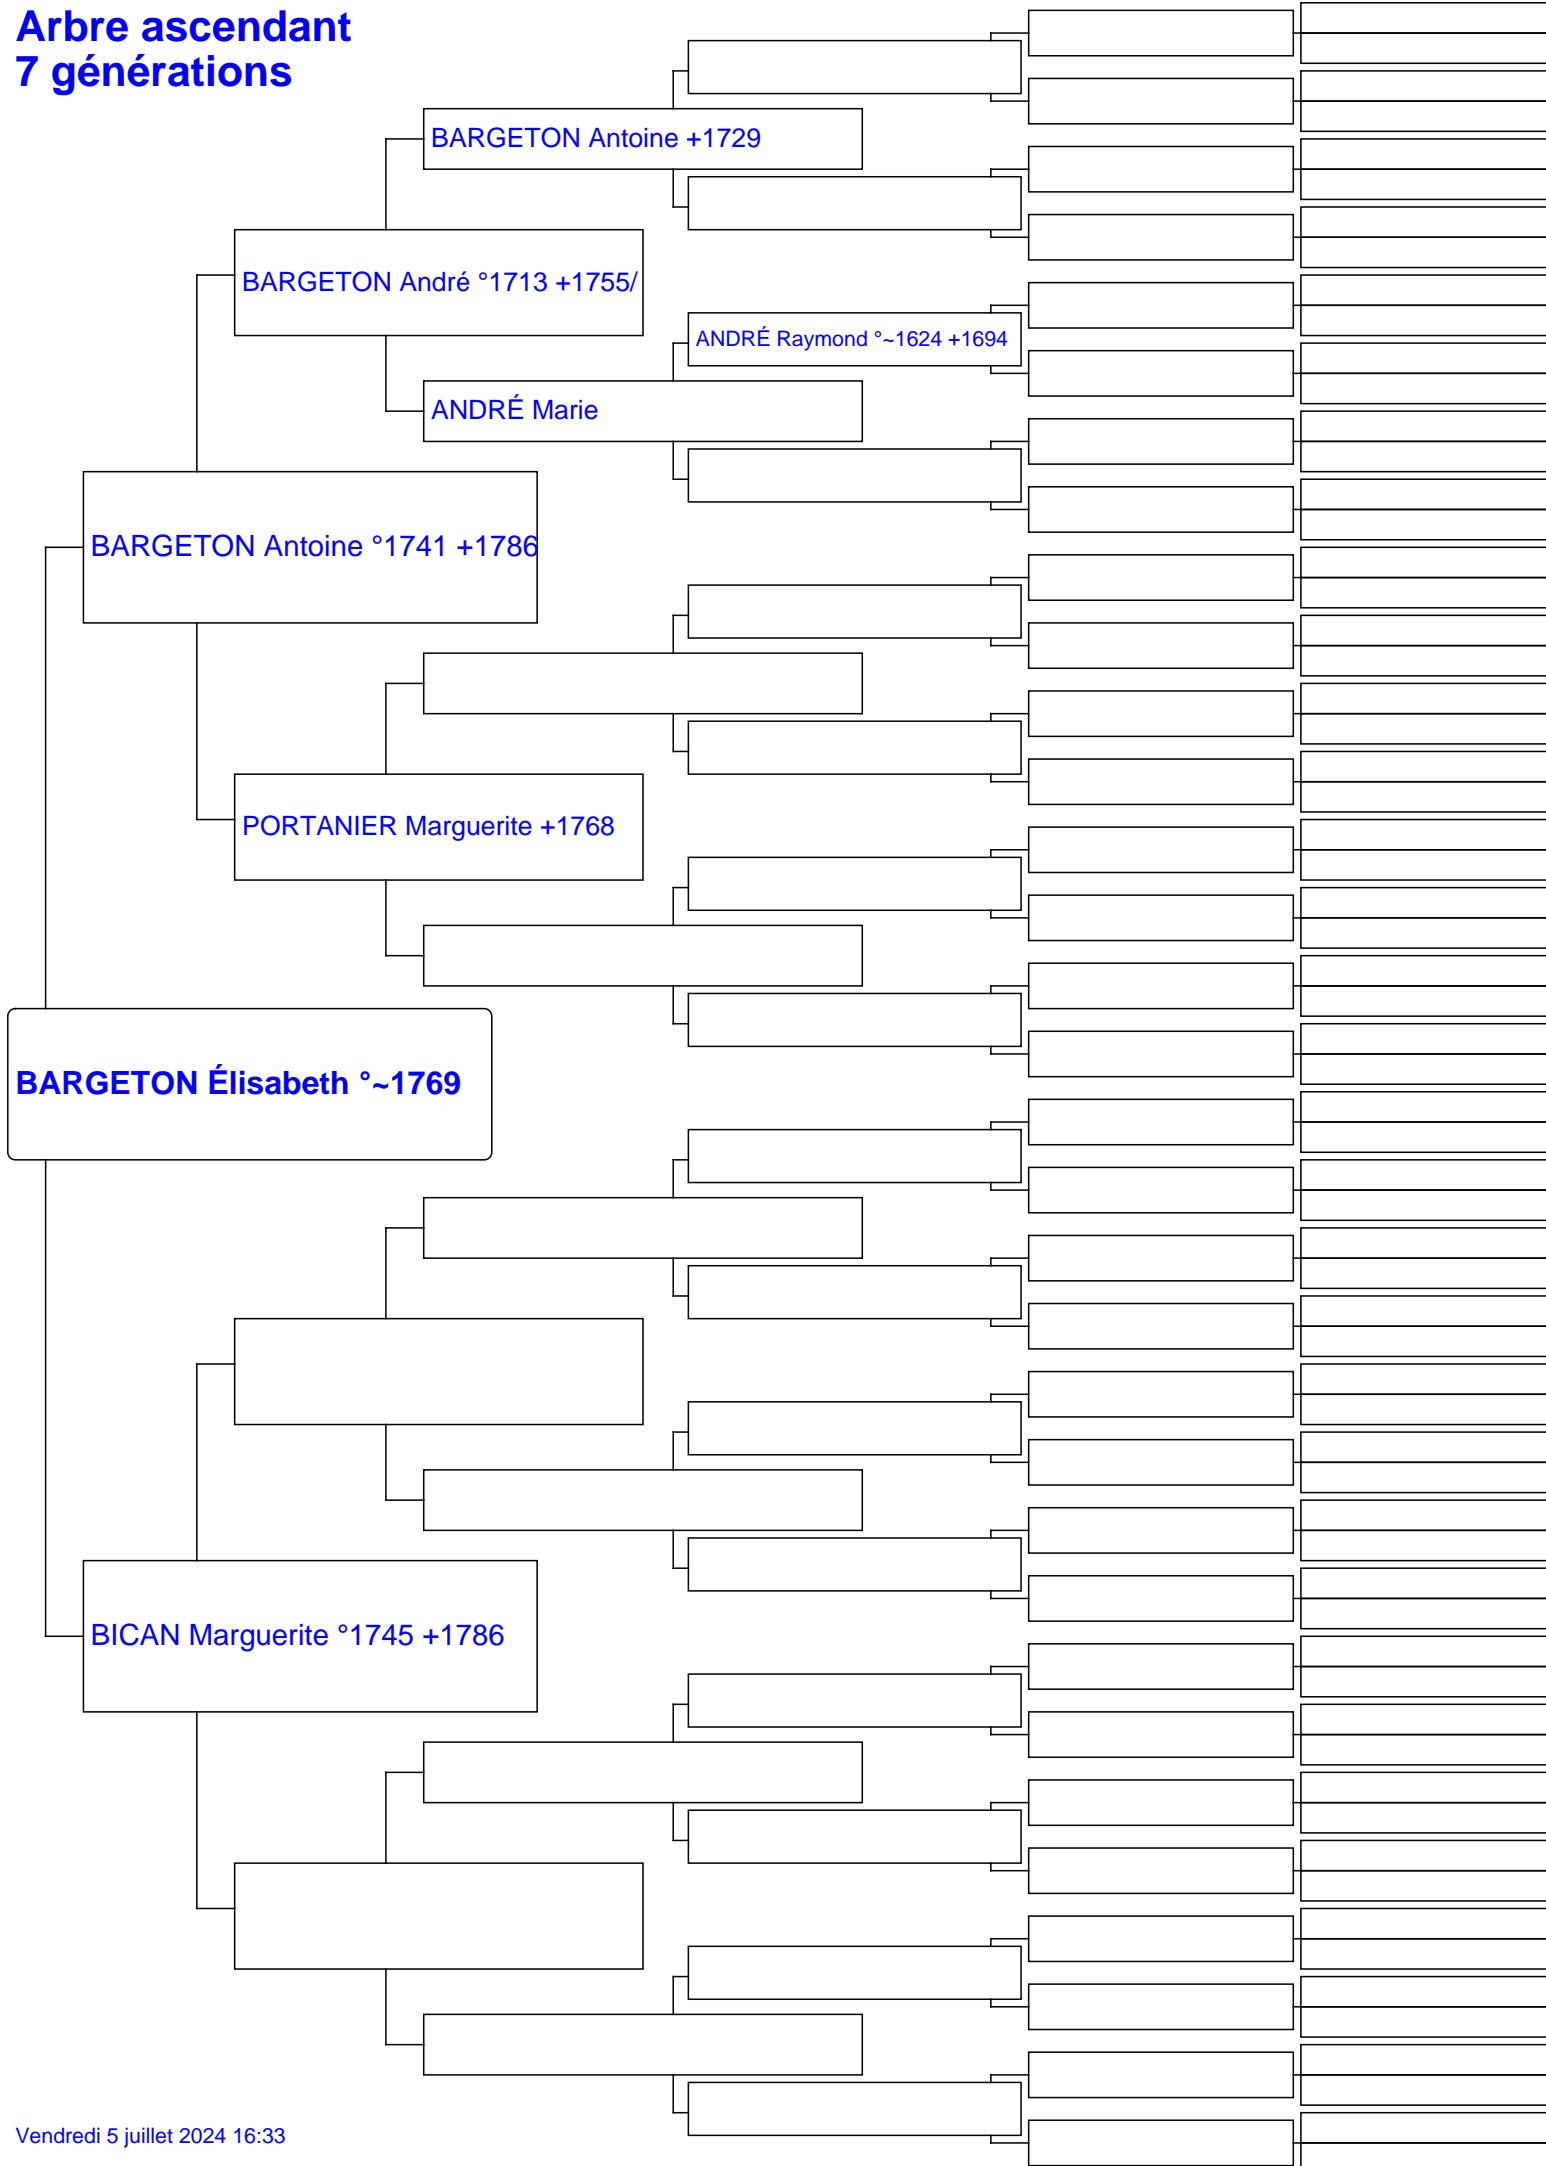 Arbre ascendant
7 générations
BARGETON Antoine +1729
BARGETON André °1713 +1755/
ANDRÉ Raymond °~1624 +1694
ANDRÉ Marie
BARGETON Antoine °1741 +1786
PORTANIER Marguerite +1768
BARGETON Élisabeth °~1769
BICAN Marguerite °1745 +1786
Vendredi 5 juillet 2024 16:33